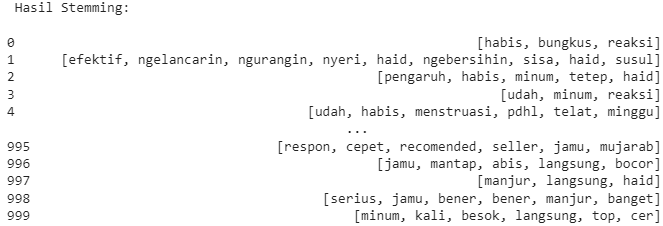 Hasil Stemming:
0 [habis, bungkus, reaksi]
1 [efektif, ngelancarin, ngurangin, nyeri, haid, ngebersihin, sisa, haid, susul]
2 [pengaruh, habis, minum, tetep, haid]
3 [udah, minum, reaksi]
4 [udah, habis, menstruasi, pdhl, telat, minggu]
...
995 [respon, cepet, recomended, seller, jamu, mujarab]
996 [jamu, mantap, abis, langsung, bocor]
997 [manjur, langsung, haid]
998 [serius, jamu, bener, bener, manjur, banget]
999 [minum, kali, besok, langsung, top, cer]